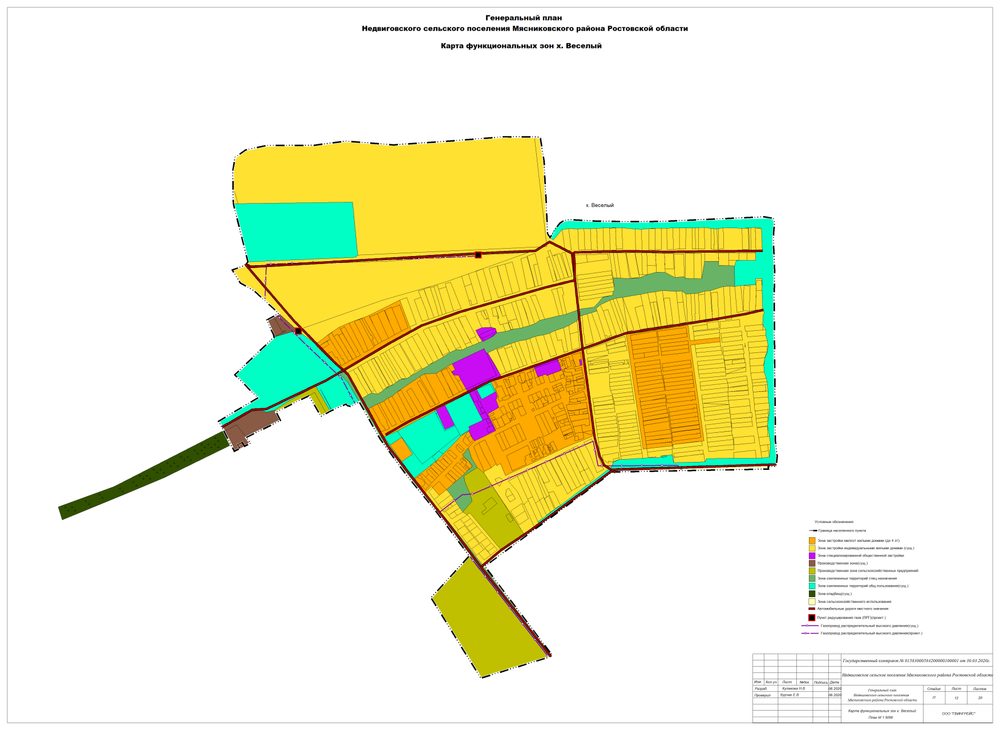 Генеральный план
Недвиговского сельского поселения Мясниковского района Ростовской области
Карта функциональных зон х. Веселый
х. Веселый
Условные обозначения
Граница населенного пункта
Зона застройки малоэт.жилыми домами (до 4 эт)
Зона застройки индивидуальными жилыми домами (сущ.)
Зона специализированной общественной застройки
Производственная зона(сущ.)
Производственная зона сельскохозяйственных предприятий
Зона озелененных территорий спец.назначения
Зона озелененных территорий общ.пользования(сущ.)
Зона кладбищ(сущ.)
Зона сельскохозяйственного использования
Автомобильные дороги местного значения
Пункт редуцирования газа (ПРГ)(проект.)
Газопровод распределительный высокого давления(сущ.)
Газопровод распределительный высокого давления(проект.)
Государственный контракт № 01583000584200000100001 от 30.03.2020г.
Недвиговское сельское поселение Мясниковского района Ростовской области
Изм. Кол.уч. Лист №док. Подпись Дата
Разраб. Кулакова Н.В. 06.2020
Проверил Хурчак Е.В. 06.2020
Генеральный план
Недвиговского сельского поселения
Мясниковского района Ростовской области
Стадия Лист Листов
П 12 20
Карта функциональных зон х. Веселый
План М 1:5000
ООО "ГВИНГРЕЙС"